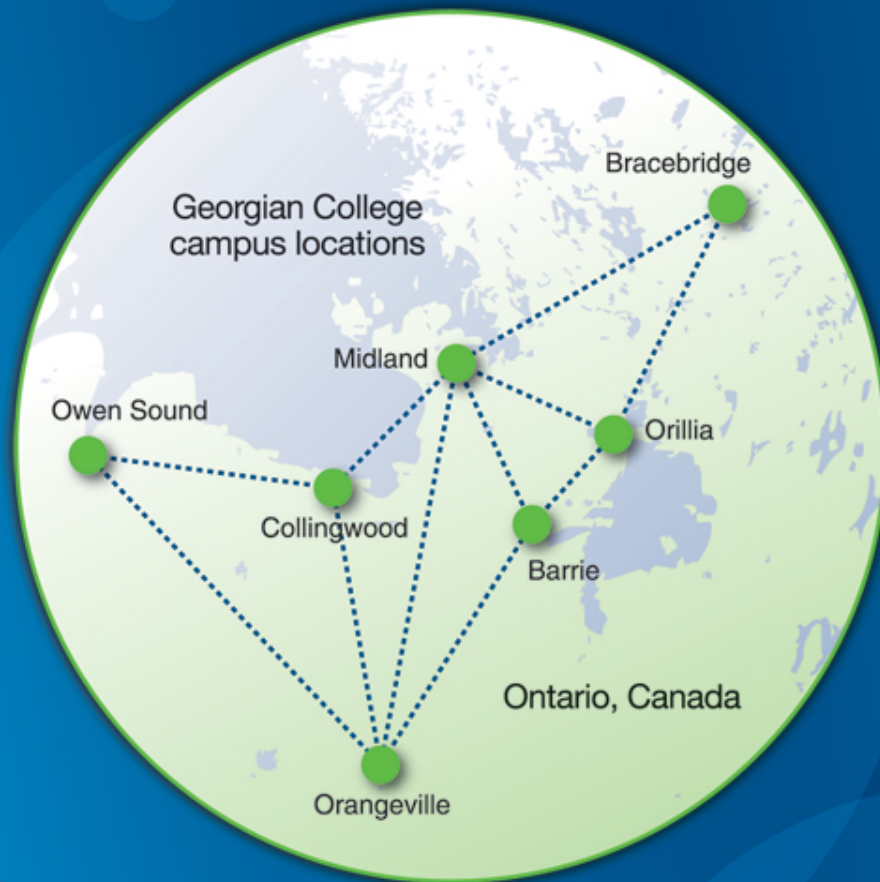 Bracebridge
Georgian College
campus locations
Midland
Owen Sound
Orillia
Collingwood
Barrie
Ontario, Canada
Orangeville